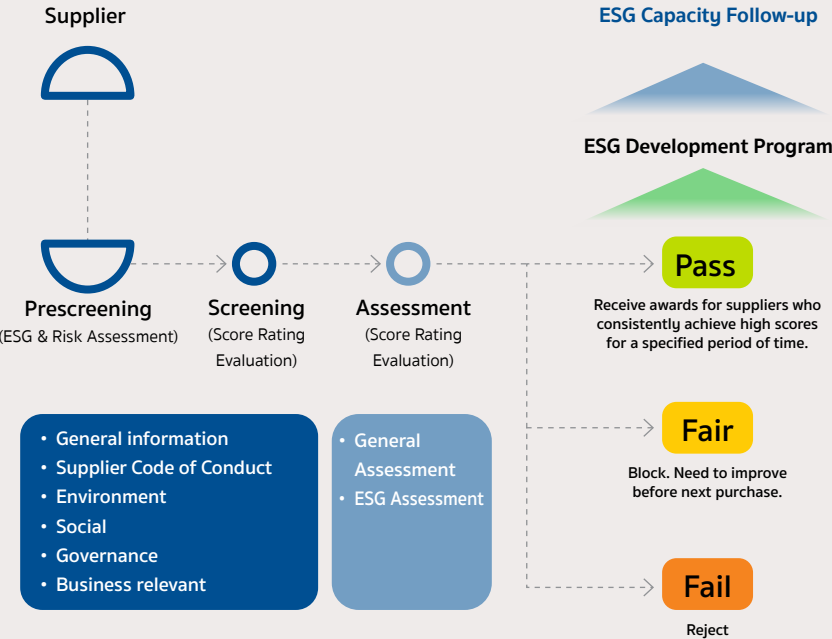 Supplier
ESG Capacity Follow-up
ESG Development Program
Prescreening
(ESG & Risk Assessment)
Screening
(Score Rating
Evaluation)
Assessment
(Score Rating
Evaluation)
Pass
Receive awards for suppliers who
consistently achieve high scores
for a specified period of time.
• General information
• Supplier Code of Conduct
• Environment
• Social
• Governance
• Business relevant
• General
Assessment
• ESG Assessment
Fair
Block. Need to improve
before next purchase.
Fail
Reject